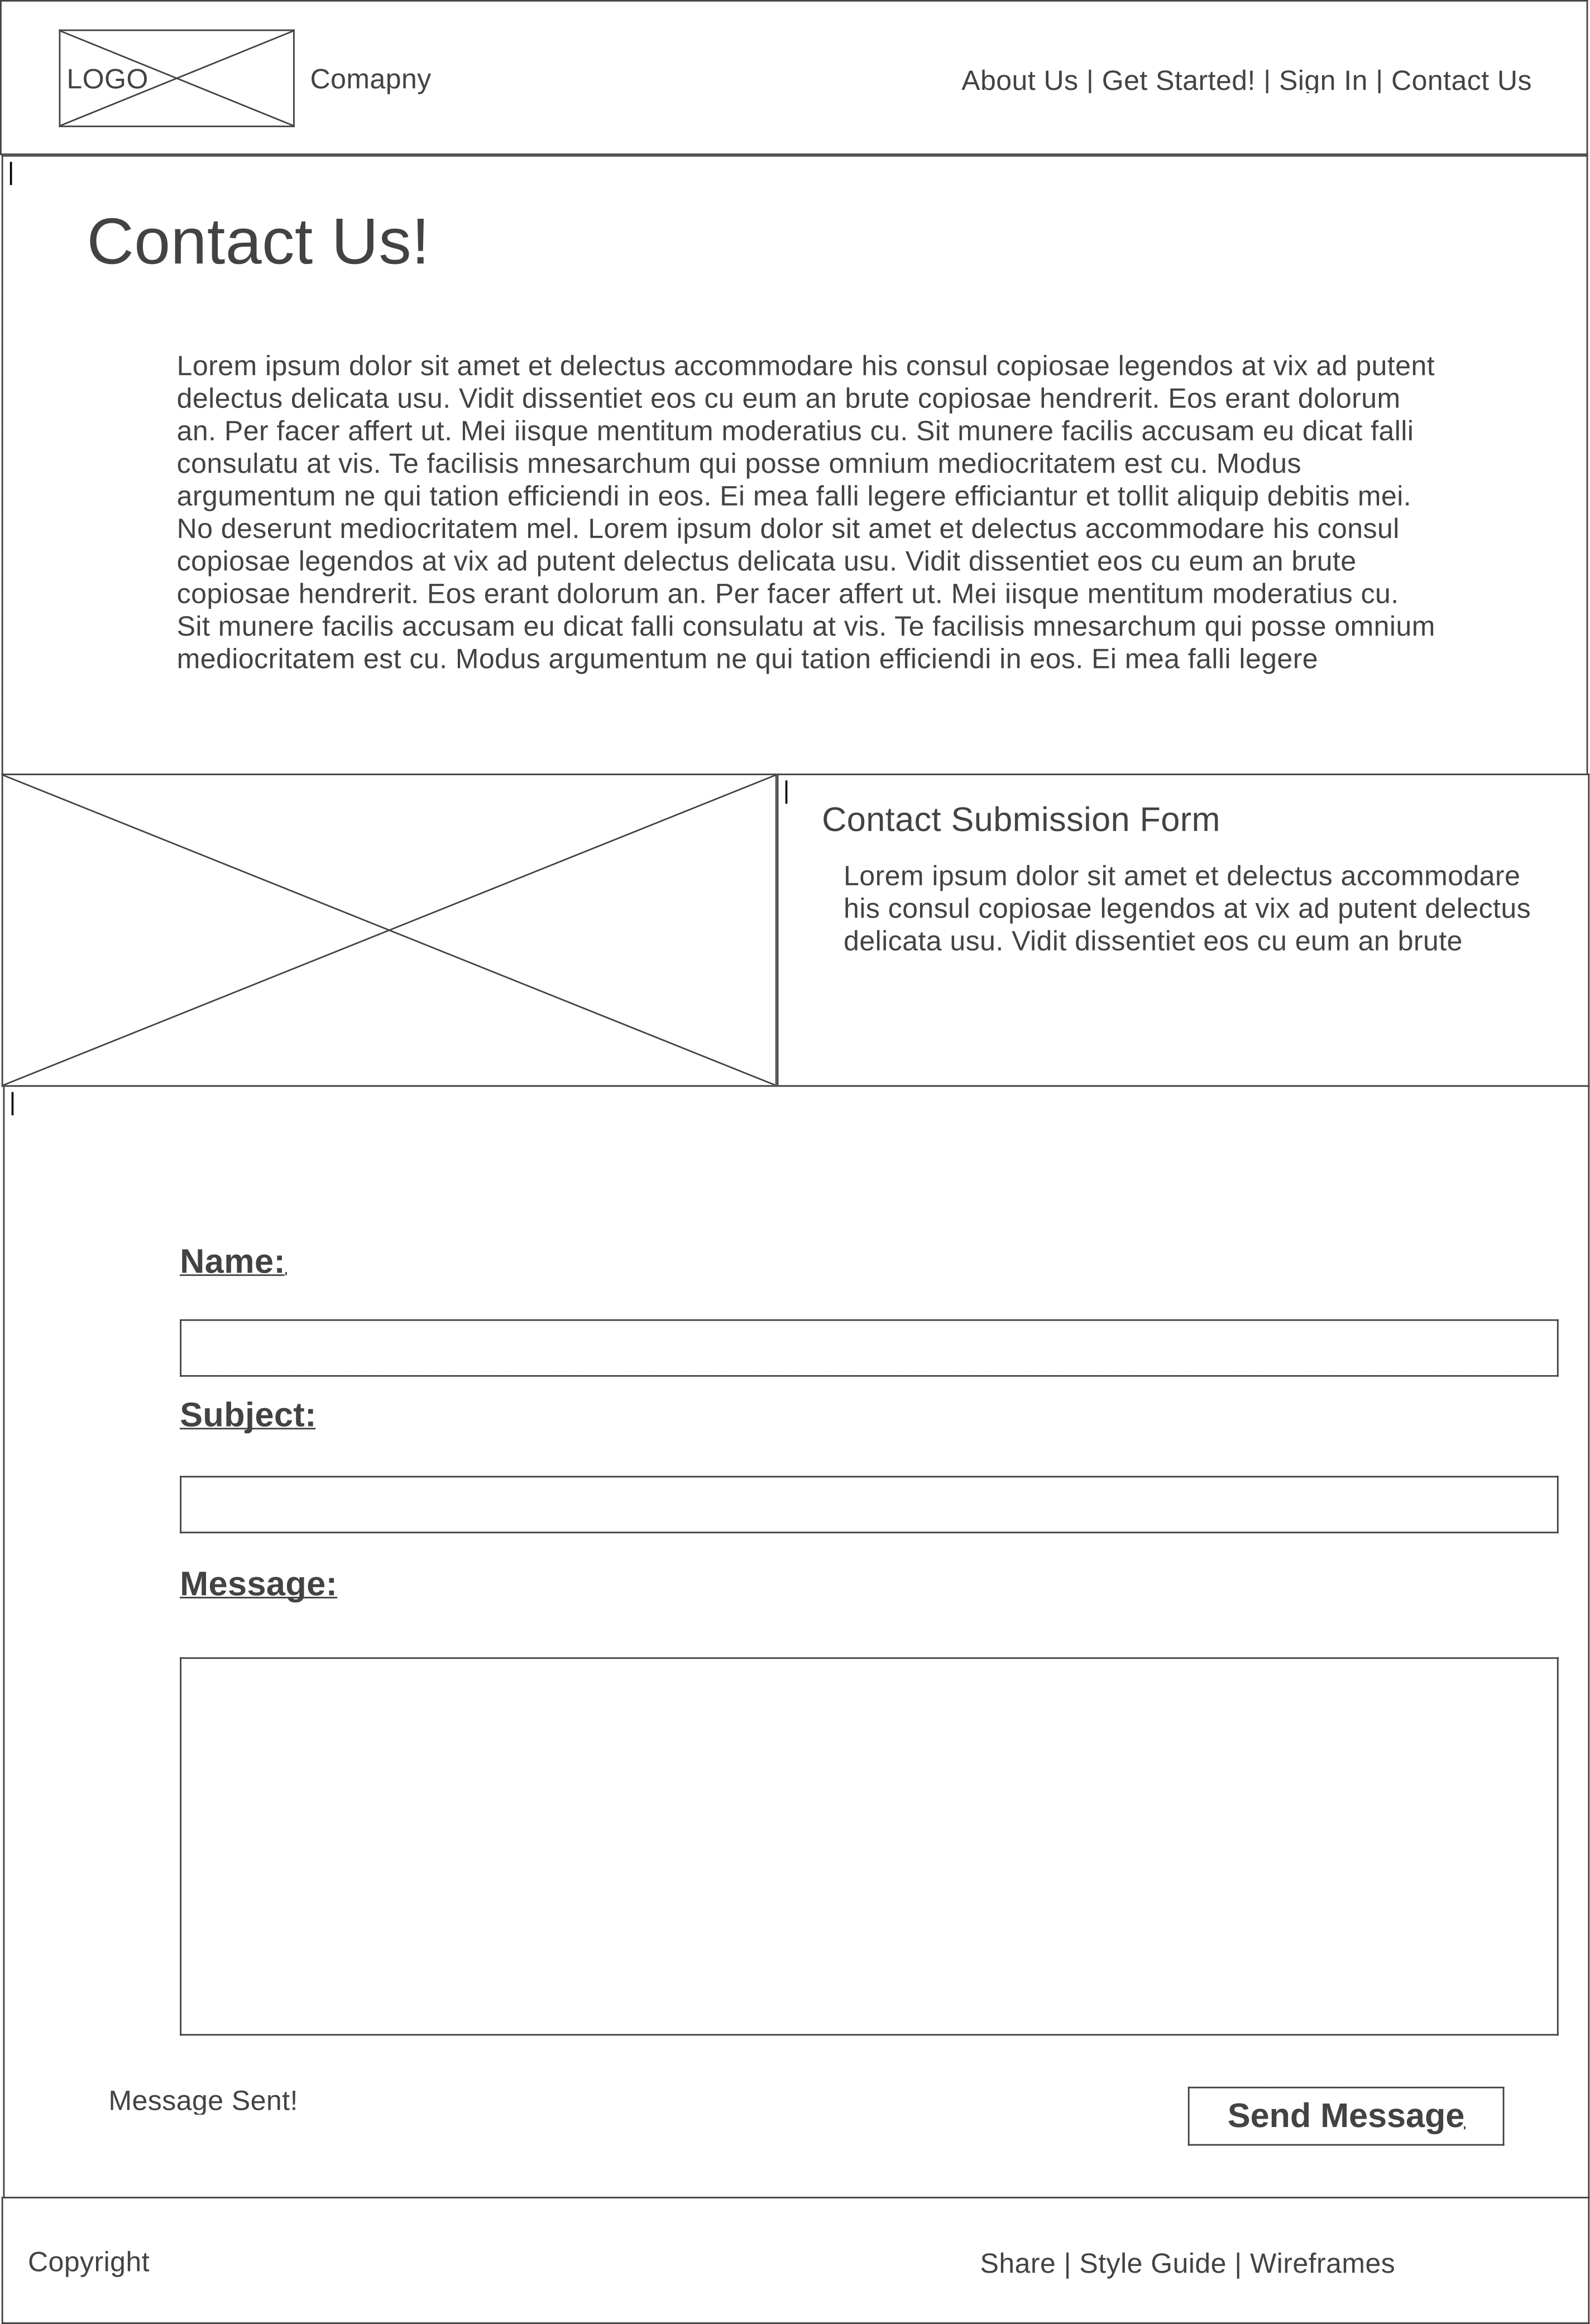 LOGO
Comapny
About Us | Get Started! | Sign In | Contact Us
Contact Us!
Lorem ipsum dolor sit amet et delectus accommodare his consul copiosae legendos at vix ad putent
delectus delicata usu. Vidit dissentiet eos cu eum an brute copiosae hendrerit. Eos erant dolorum
an. Per facer affert ut. Mei iisque mentitum moderatius cu. Sit munere facilis accusam eu dicat falli
consulatu at vis. Te facilisis mnesarchum qui posse omnium mediocritatem est cu. Modus
argumentum ne qui tation efficiendi in eos. Ei mea falli legere efficiantur et tollit aliquip debitis mei.
No deserunt mediocritatem mel. Lorem ipsum dolor sit amet et delectus accommodare his consul
copiosae legendos at vix ad putent delectus delicata usu. Vidit dissentiet eos cu eum an brute
copiosae hendrerit. Eos erant dolorum an. Per facer affert ut. Mei iisque mentitum moderatius cu.
Sit munere facilis accusam eu dicat falli consulatu at vis. Te facilisis mnesarchum qui posse omnium
mediocritatem est cu. Modus argumentum ne qui tation efficiendi in eos. Ei mea falli legere
Contact Submission Form
Lorem ipsum dolor sit amet et delectus accommodare
his consul copiosae legendos at vix ad putent delectus
delicata usu. Vidit dissentiet eos cu eum an brute
Name:
Subject:
Message:
Message Sent!
Send Message
Copyright
Share | Style Guide | Wireframes